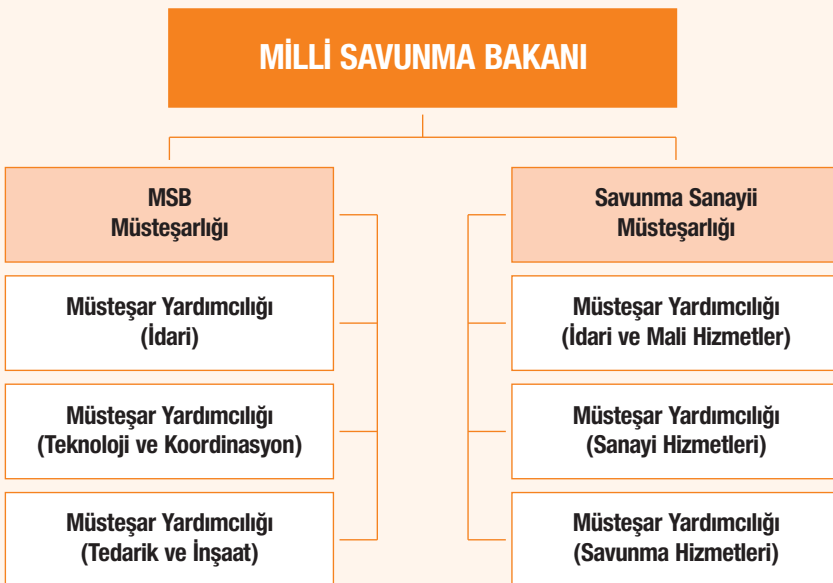 MİLLİ SAVUNMA BAKANI
MSB
Müsteşarlığı
Müsteşar Yardımcılığı
(İdari)
Müsteşar Yardımcılığı
(Teknoloji ve Koordinasyon)
Müsteşar Yardımcılığı
(Tedarik ve İnşaat)
Savunma Sanayii
Müsteşarlığı
Müsteşar Yardımcılığı
(İdari ve Mali Hizmetler)
Müsteşar Yardımcılığı
(Sanayi Hizmetleri)
Müsteşar Yardımcılığı
(Savunma Hizmetleri)